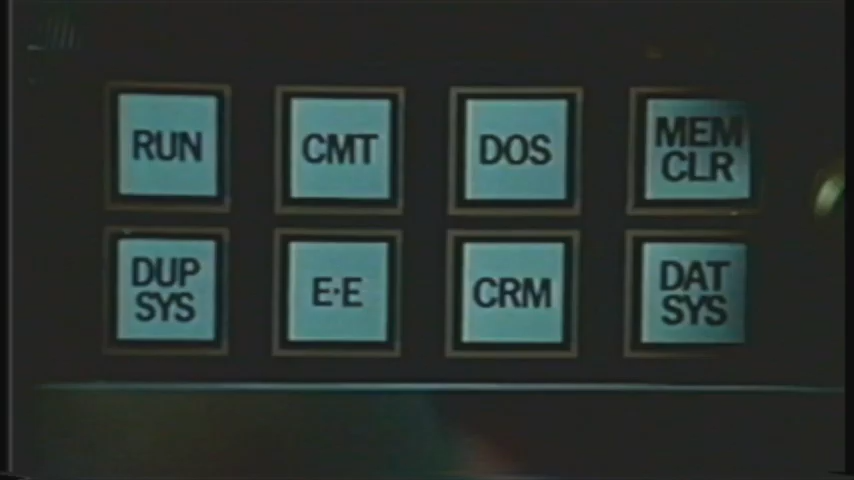 RUN
CMT
DOS
MEM
CLR
DUP
SYS
E·E
CRM
DAT
SYS